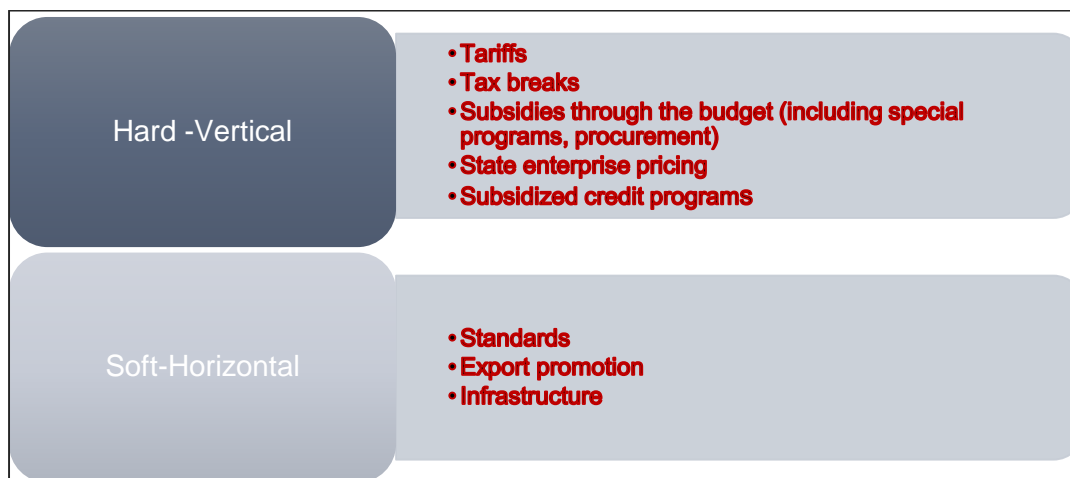 Hard -Vertical
• Tariffs
• Tax breaks
• Subsidies through the budget (including special
programs, procurement)
• State enterprise pricing
• Subsidized credit programs
Soft-Horizontal
• Standards
• Export promotion
• Infrastructure